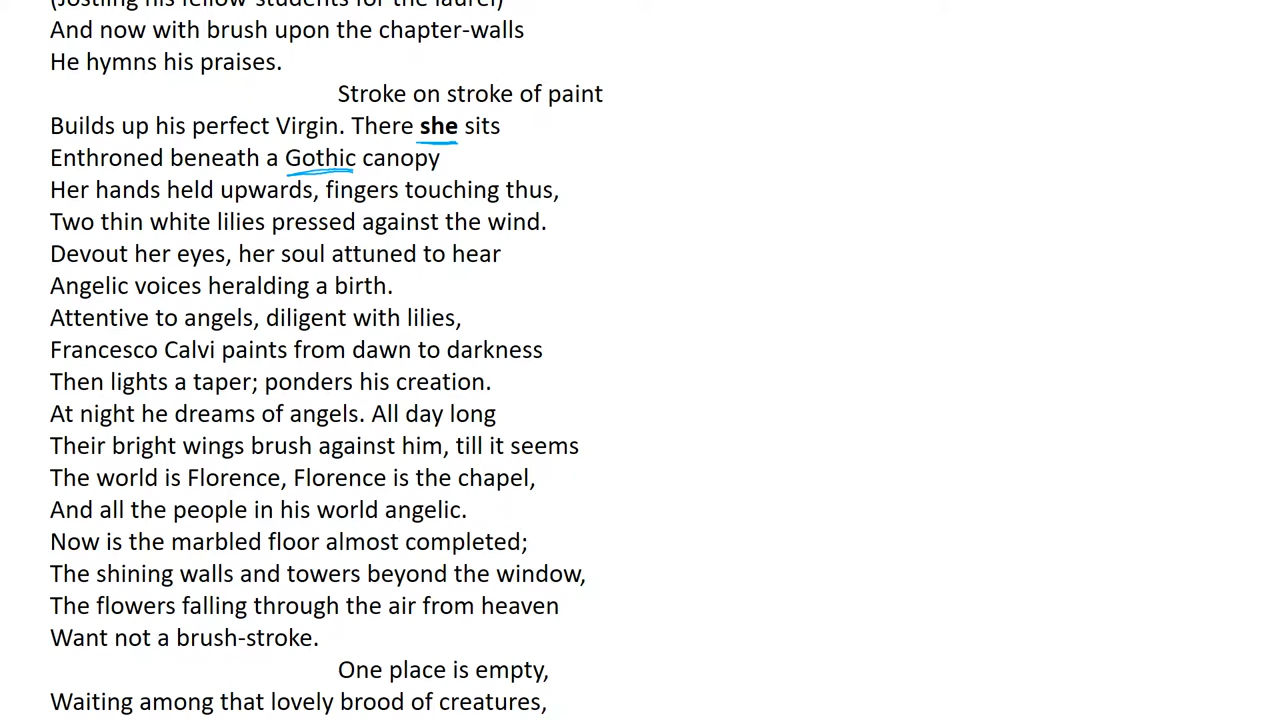 (Jostling his fellow-students for the laurel)
And now with brush upon the chapter-walls
He hymns his praises.
Stroke on stroke of paint
Builds up his perfect Virgin. There she sits
Enthroned beneath a Gothic canopy
Her hands held upwards, fingers touching thus,
Two thin white lilies pressed against the wind.
Devout her eyes, her soul attuned to hear
Angelic voices heralding a birth.
Attentive to angels, diligent with lilies,
Francesco Calvi paints from dawn to darkness
Then lights a taper; ponders his creation.
At night he dreams of angels. All day long
Their bright wings brush against him, till it seems
The world is Florence, Florence is the chapel,
And all the people in his world angelic.
Now is the marbled floor almost completed;
The shining walls and towers beyond the window,
The flowers falling through the air from heaven
Want not a brush-stroke.
One place is empty,
Waiting among that lovely brood of creatures,